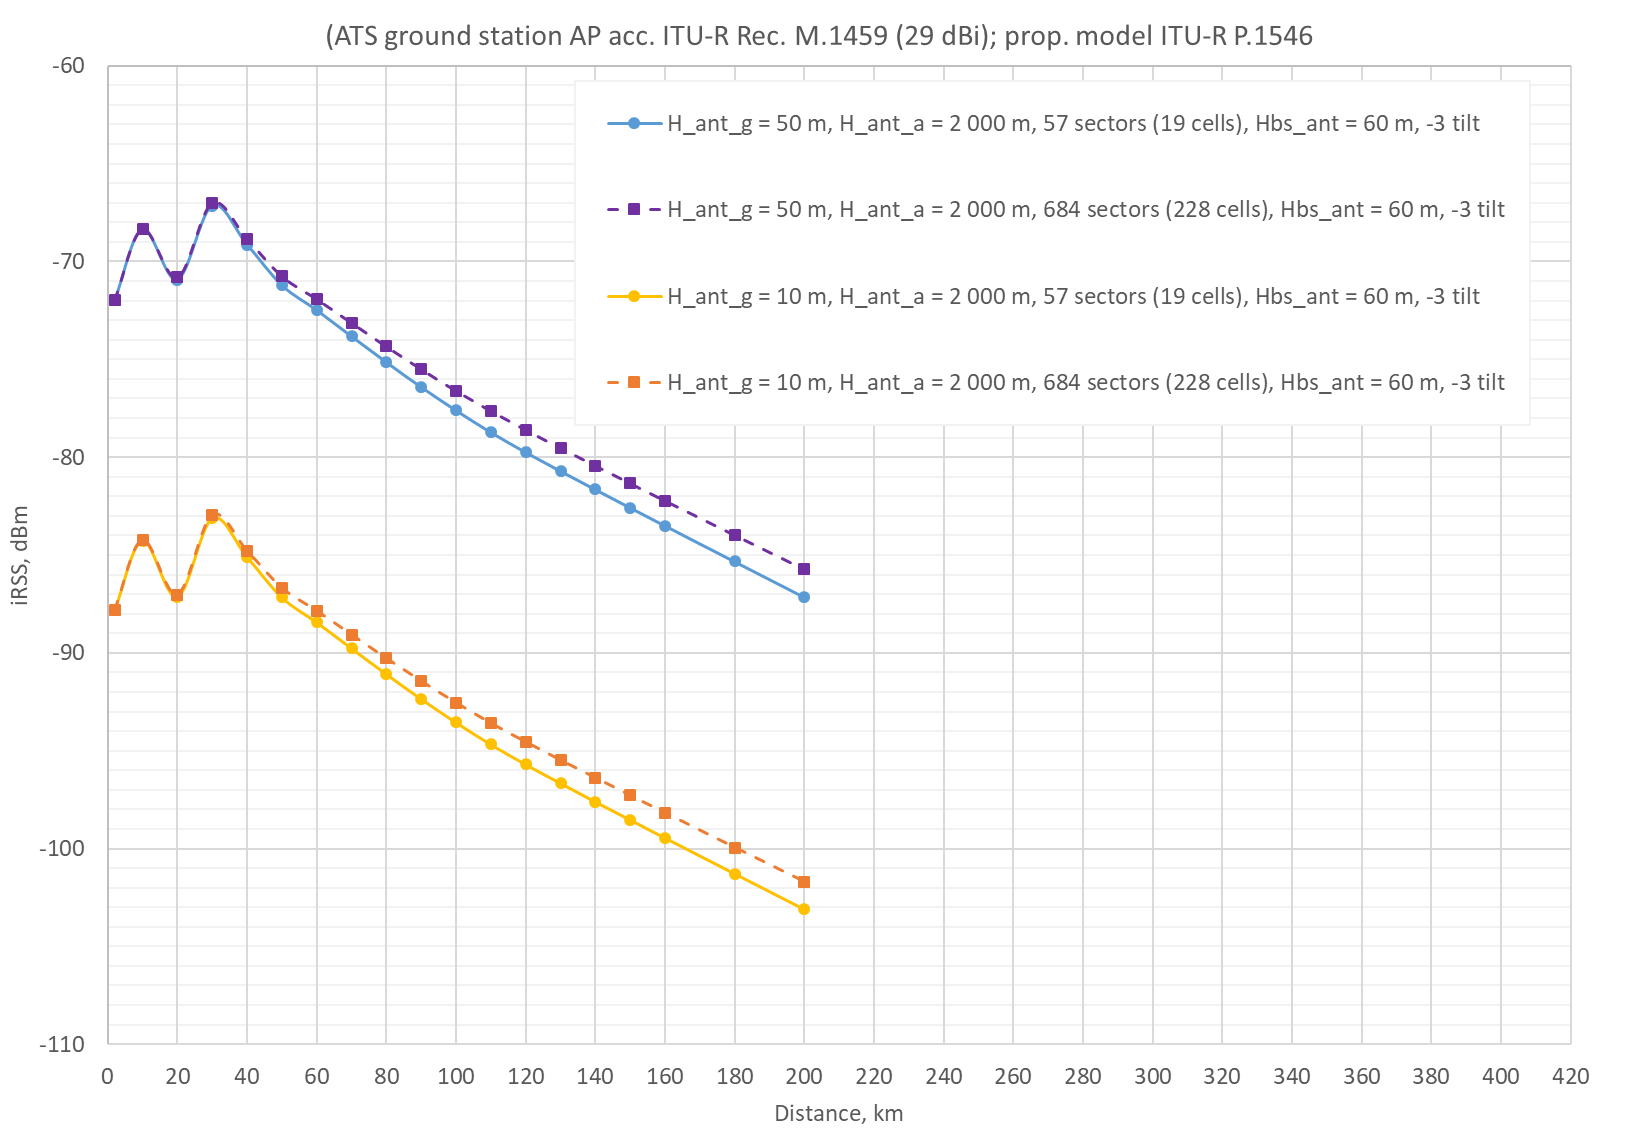 (ATS ground station AP acc. ITU-R Rec. M.1459 (29 dBi); prop. model ITU-R P.1546
-60
H_ant_g = 50 m, H_ant_a = 2 000 m, 57 sectors (19 cells), Hbs_ant = 60 m, -3 tilt
H_ant_g = 50 m, H_ant_a = 2 000 m, 684 sectors (228 cells), Hbs_ant = 60 m, -3 tilt
-70
H_ant_g = 10 m, H_ant_a = 2 000 m, 57 sectors (19 cells), Hbs_ant = 60 m, -3 tilt
H_ant_g = 10 m, H_ant_a = 2 000 m, 684 sectors (228 cells), Hbs_ant = 60 m, -3 tilt
-80
iRSS, dBm
-90
-100
-110
0 20 40 60 80 100 120 140 160 180 200 220 240 260 280 300 320 340 360 380 400 420
Distance, km